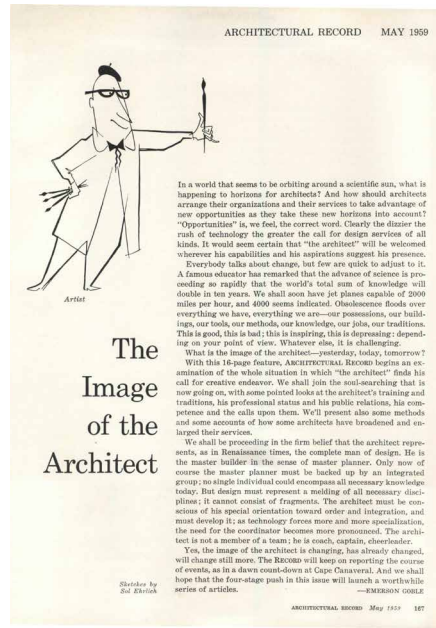 ARCHITECTURAL RECORD MAY 1959
Artist
The
Image
of the
Architect
Sketches by
Sol Ehrlich
In a world that seems to be orbiting around a scientific sun, what is
happening to horizons for architects? And how should architects
arrange their organizations and their services to take advantage of
new opportunities as they take these new horizons into account?
"Opportunities" is, we feel, the correct word. Clearly the dizzier the
rush of technology the greater the call for design services of all
kinds. It would seem certain that "the architect" will be welcomed
wherever his capabilities and his aspirations suggest his presence.
Everybody talks about change, but few are quick to adjust to it.
A famous educator has remarked that the advance of science is pro-
ceeding so rapidly that the world's total sum of knowledge will
double in ten years. We shall soon have jet planes capable of 2000
miles per hour, and 4000 seems indicated. Obsolescence floods over
everything we have, everything we are—our possessions, our build-
ings, our tools, our methods, our knowledge, our jobs, our traditions.
This is good, this is bad; this is inspiring, this is depressing: depend-
ing on your point of view. Whatever else, it is challenging.
What is the image of the architect—yesterday, today, tomorrow?
With this 16-page feature, ARCHITECTURAL RECORD begins an ex-
amination of the whole situation in which "the architect" finds his
call for creative endeavor. We shall join the soul-searching that is
now going on, with some pointed looks at the architect's training and
traditions, his professional status and his public relations, his com-
petence and the calls upon them. We'll present also some methods
and some accounts of how some architects have broadened and en-
larged their services.
We shall be proceeding in the firm belief that the architect repre-
sents, as in Renaissance times, the complete man of design. He is
the master builder in the sense of master planner. Only now of
course the master planner must be backed up by an integrated
group; no single individual could encompass all necessary knowledge
today. But design must represent a melding of all necessary disci-
plines; it cannot consist of fragments. The architect must be con-
scious of his special orientation toward order and integration, and
must develop it; as technology forces more and more specialization,
the need for the coordinator becomes more pronounced. The archi-
tect is not a member of a team; he is coach, captain, cheerleader.
Yes, the image of the architect is changing, has already changed,
will change still more. The RECORD will keep on reporting the course
of events, as in a dawn count-down at Cape Canaveral. And we shall
hope that the four-stage push in this issue will launch a worthwhile
series of articles. —EMERSON GOBLE
ARCHITECTURAL RECORD May 1959 167